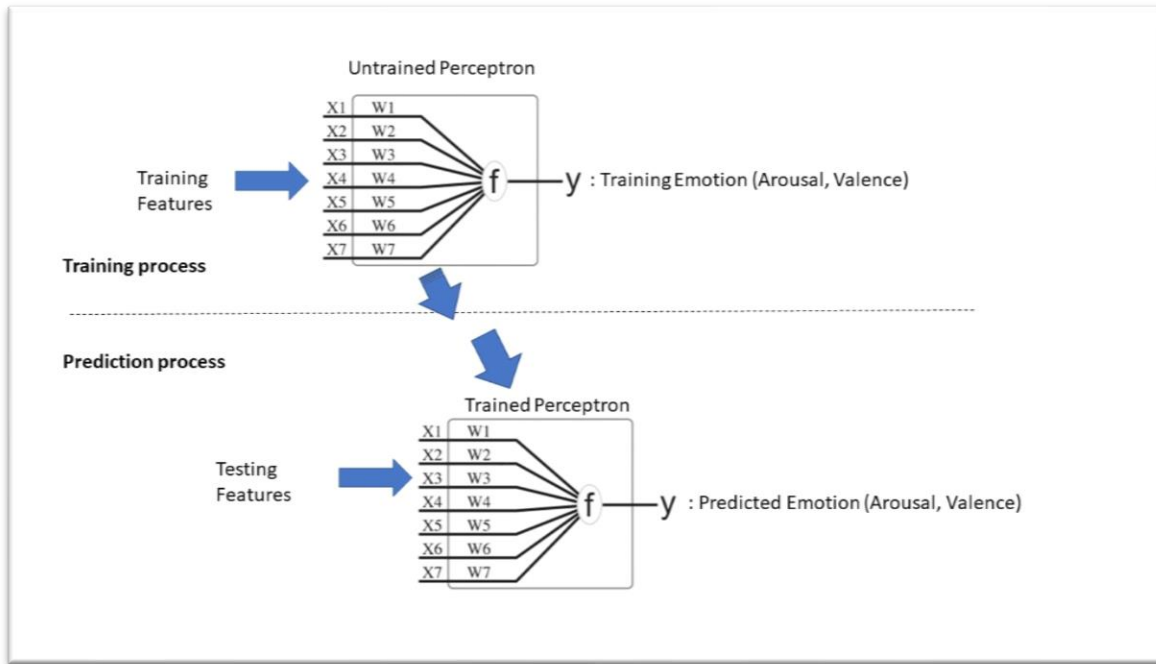 Untrained Perceptron
X1 W1
X2 W2
X3 W3
X4 W4
X5 W5
X6 W6
X7 W7
f
y : Training Emotion (Arousal, Valence)
Training
Features
Training process
Prediction process
Trained Perceptron
X1 W1
X2 W2
X3 W3
X4 W4
X5 W5
X6 W6
X7 W7
f
y : Predicted Emotion (Arousal, Valence)
Testing
Features